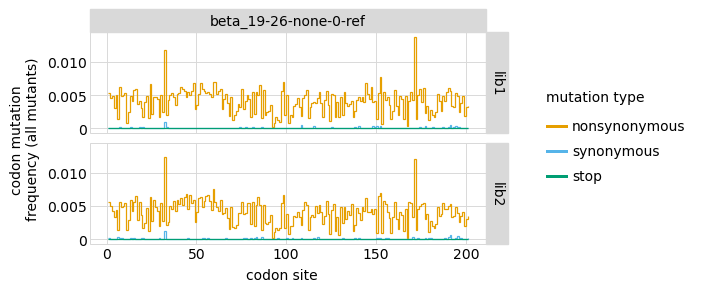 beta_19-26-none-0-ref
codon mutation
frequency (all mutants)
0.010
0.005
0
lib1
0.010
0.005
0
lib2
0
50
100
150
200
codon site
mutation type
nonsynonymous
synonymous
stop